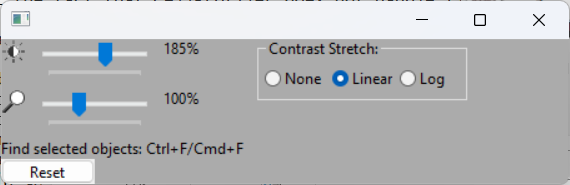 185%
Contrast Stretch:
None Linear Log
100%
Find selected objects: Ctrl+F/Cmd+F
Reset